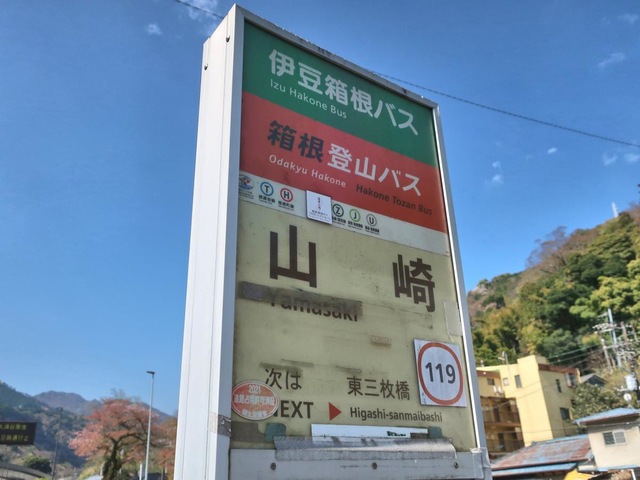 伊豆箱根バス
Izu Hakone Bus
箱根登山バス
Odakyu Hakone Hakone Tozan Bus
T H Z J U
山崎
Yamasaki
次は 東三枚橋
NEXT ▶ Higashi-sanmaibashi
119
2021